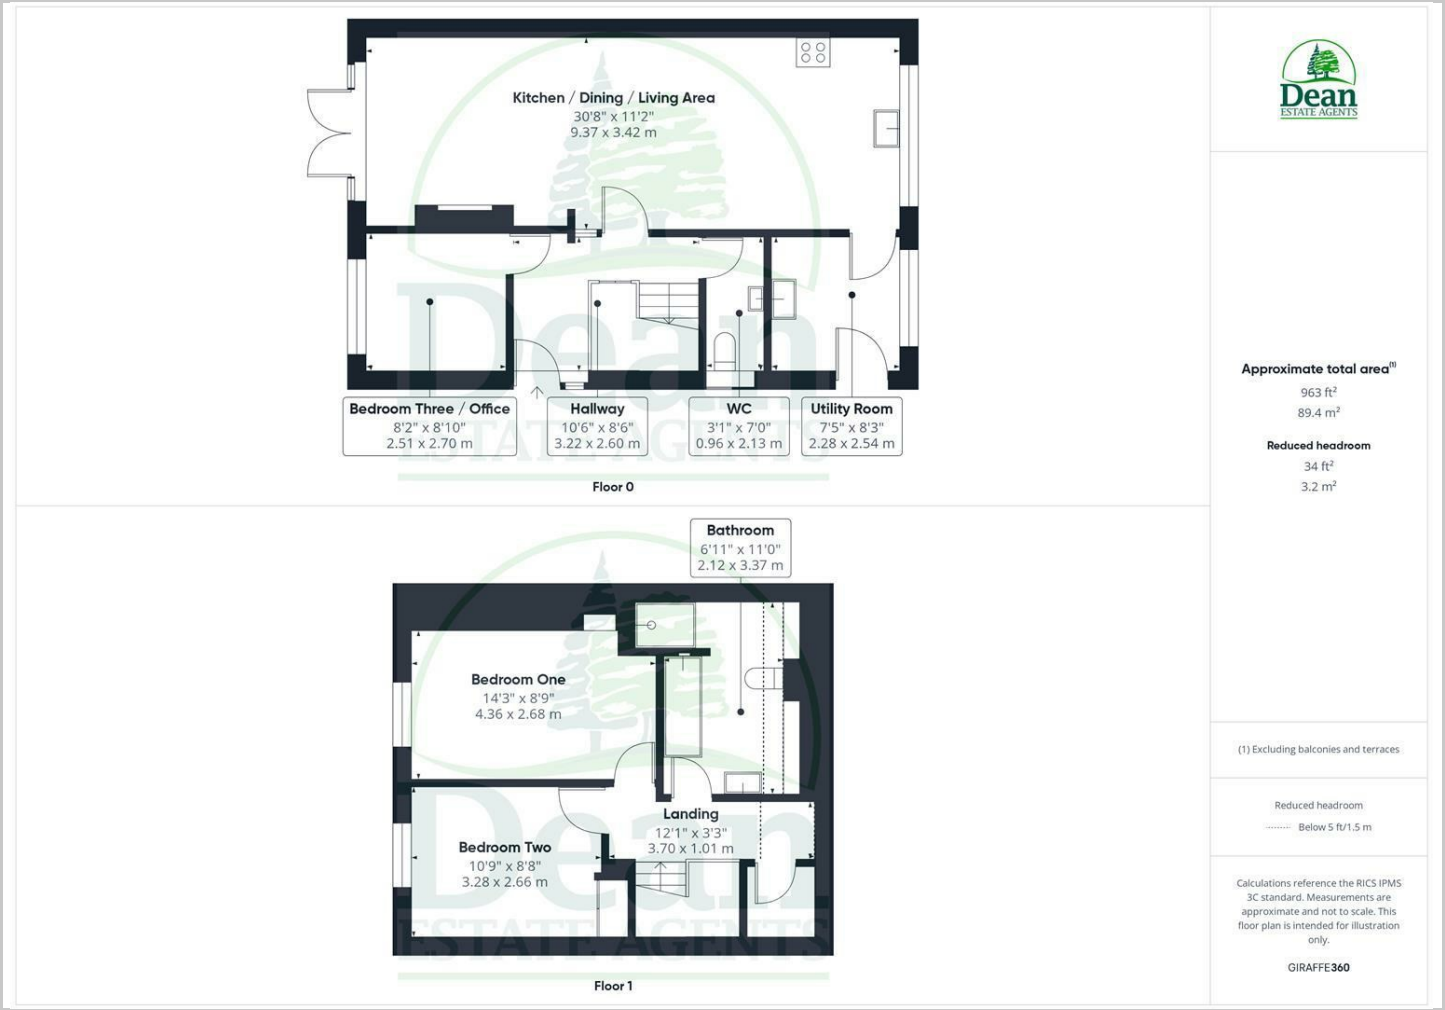 Kitchen / Dining / Living Area
30'8" x 11'2"
9.37 x 3.42 m
Bedroom Three / Office
8'2" x 8'10"
2.51 x 2.70 m
Hallway
10'6" x 8'6"
3.22 x 2.60 m
WC
3'1" x 7'0"
0.96 x 2.13 m
Utility Room
7'5" x 8'3"
2.28 x 2.54 m
Dean
ESTATE AGENTS
Floor 0
Bathroom
6'11" x 11'0"
2.12 x 3.37 m
Bedroom One
14'3" x 8'9"
4.36 x 2.68 m
Landing
12'1" x 3'3"
3.70 x 1.01 m
Bedroom Two
10'9" x 8'8"
3.28 x 2.66 m
Dean
ESTATE AGENTS
Floor 1
Dean
ESTATE AGENTS
Approximate total area(1)
963 ft²
89.4 m²
Reduced headroom
34 ft²
3.2 m²
(1) Excluding balconies and terraces
Reduced headroom
Below 5 ft/1.5 m
Calculations reference the RICS IPMS
3C standard. Measurements are
approximate and not to scale. This
floor plan is intended for illustration
only.
GIRAFFE360